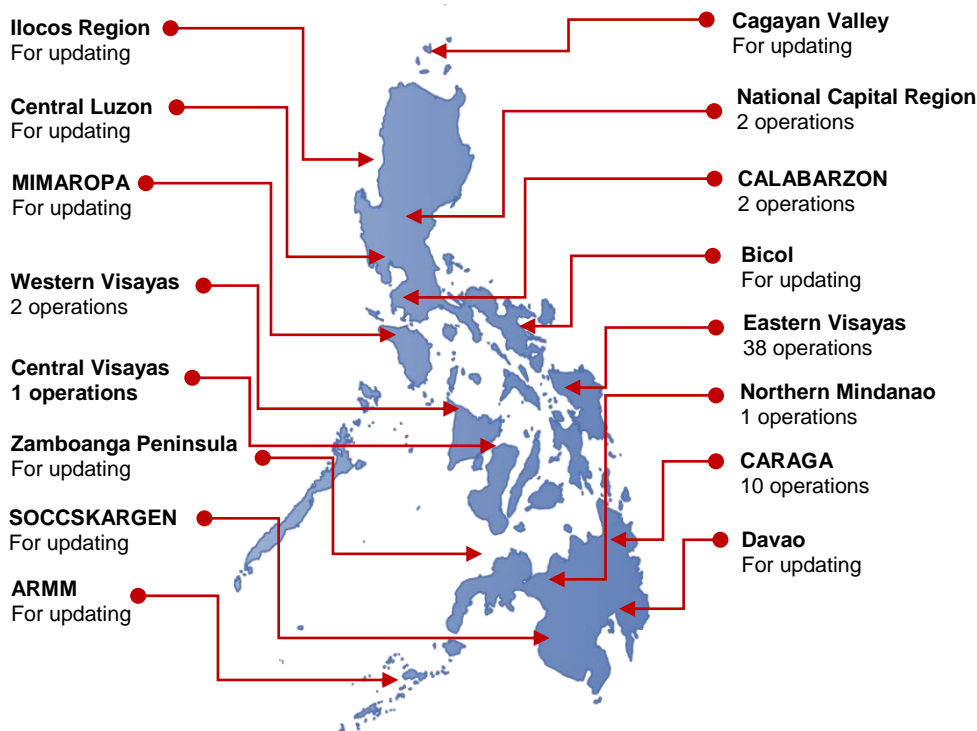 Ilocos Region
For updating
Central Luzon
For updating
MIMAROPA
For updating
Western Visayas
2 operations
Central Visayas
1 operations
Zamboanga Peninsula
For updating
SOCCSKARGEN
For updating
ARMM
For updating
Cagayan Valley
For updating
National Capital Region
2 operations
CALABARZON
2 operations
Bicol
For updating
Eastern Visayas
38 operations
Northern Mindanao
1 operations
CARAGA
10 operations
Davao
For updating